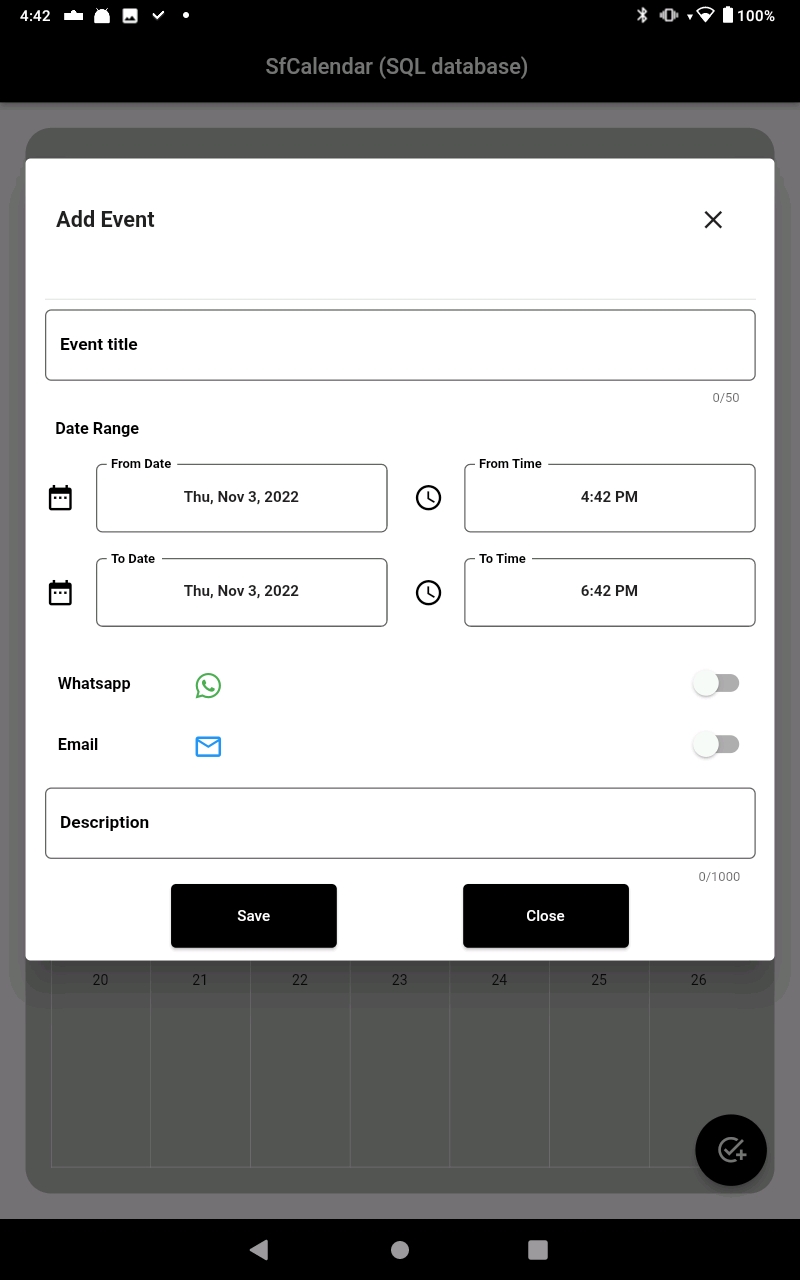 4:42 100%
SfCalendar (SQL database)
Add Event
Event title
0/50
Date Range
From Date From Time
Thu, Nov 3, 2022 4:42 PM
To Date To Time
Thu, Nov 3, 2022 6:42 PM
Whatsapp
Email
Description
0/1000
Save Close
20 21 22 23 24 25 26